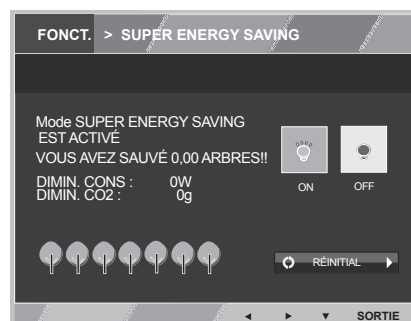 FONCT. > SUPER ENERGY SAVING
Mode SUPER ENERGY SAVING
EST ACTIVÉ
VOUS AVEZ SAUVÉ 0,00 ARBRES!!
DIMIN. CONS : 0W
DIMIN. CO2 : 0g
ON OFF
RÉINITIAL
SORTIE